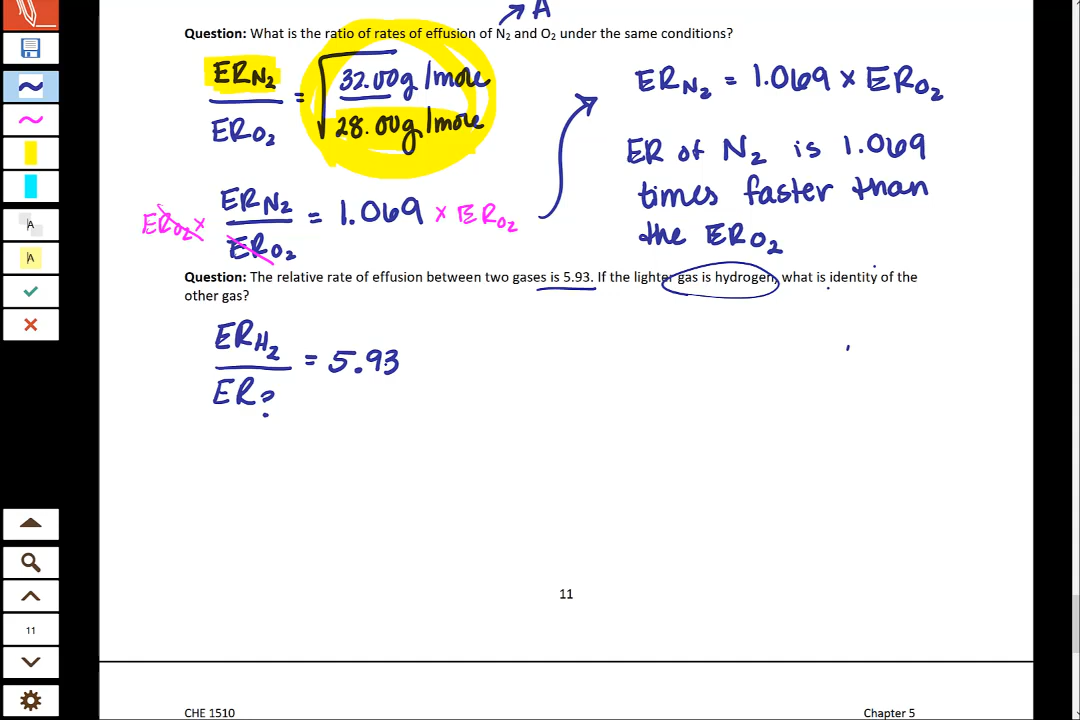 A
Question: What is the ratio of rates of effusion of N₂ and O₂ under the same conditions?
ER N₂ / ER O₂ = √ 32.00g/mole / 28.00g/mole
ER N₂ = 1.069 × ER O₂
ER of N₂ is 1.069
times faster than
the ER O₂
ER O₂ × ER N₂ / ER O₂ = 1.069 × ER O₂
Question: The relative rate of effusion between two gases is 5.93. If the lighter gas is hydrogen, what is identity of the
other gas?
ER H₂ / ER ? = 5.93
11
11
CHE 1510 Chapter 5
A
A